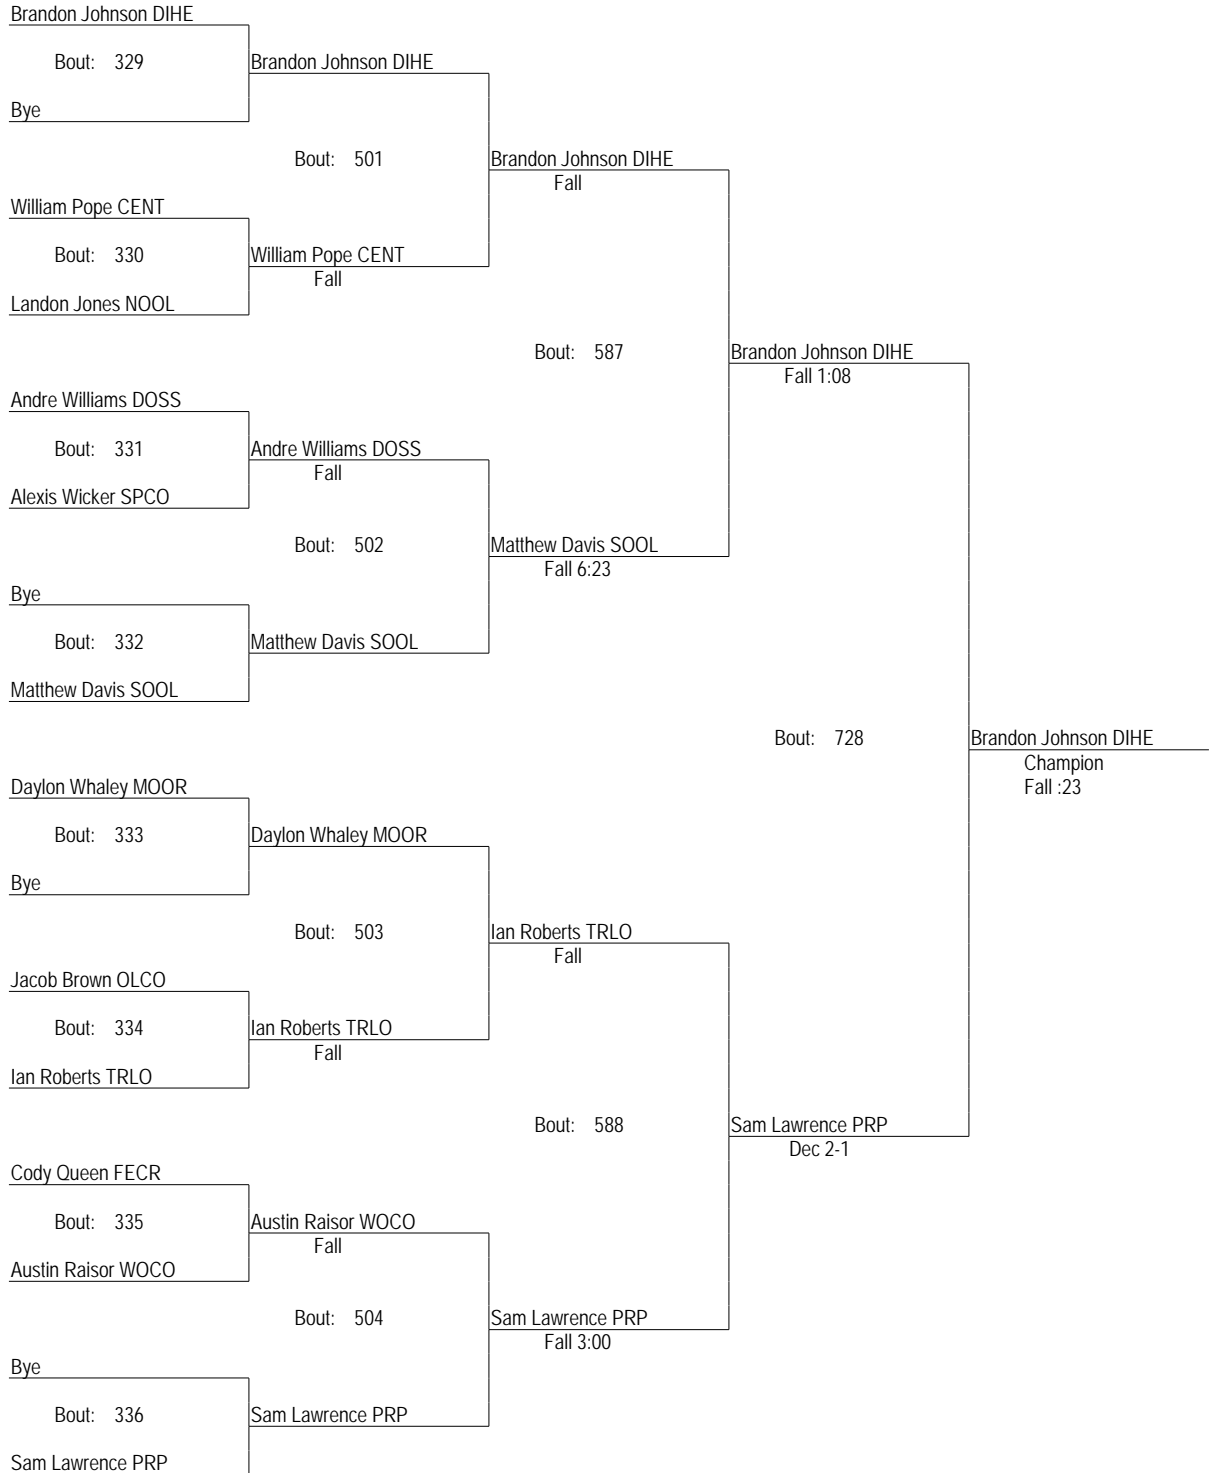 Brandon Johnson DIHE
Bout: 329 Brandon Johnson DIHE
Bye
Bout: 501 Brandon Johnson DIHE
Fall
William Pope CENT
Bout: 330 William Pope CENT
Fall
Landon Jones NOOL
Bout: 587 Brandon Johnson DIHE
Fall 1:08
Andre Williams DOSS
Bout: 331 Andre Williams DOSS
Fall
Alexis Wicker SPCO
Bout: 502 Matthew Davis SOOL
Fall 6:23
Bye
Bout: 332 Matthew Davis SOOL
Matthew Davis SOOL
Bout: 728 Brandon Johnson DIHE
Champion
Daylon Whaley MOOR Fall :23
Bout: 333 Daylon Whaley MOOR
Bye
Bout: 503 Ian Roberts TRLO
Fall
Jacob Brown OLCO
Bout: 334 Ian Roberts TRLO
Fall
Ian Roberts TRLO
Bout: 588 Sam Lawrence PRP
Dec 2-1
Cody Queen FECR
Bout: 335 Austin Raisor WOCO
Fall
Austin Raisor WOCO
Bout: 504 Sam Lawrence PRP
Fall 3:00
Bye
Bout: 336 Sam Lawrence PRP
Sam Lawrence PRP